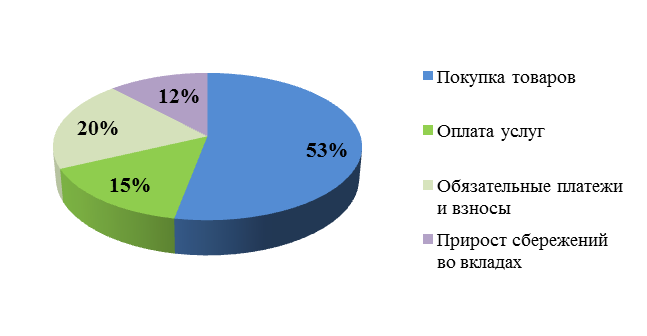 12%
20%
53%
15%
Покупка товаров
Оплата услуг
Обязательные платежи
и взносы
Прирост сбережений
во вкладах